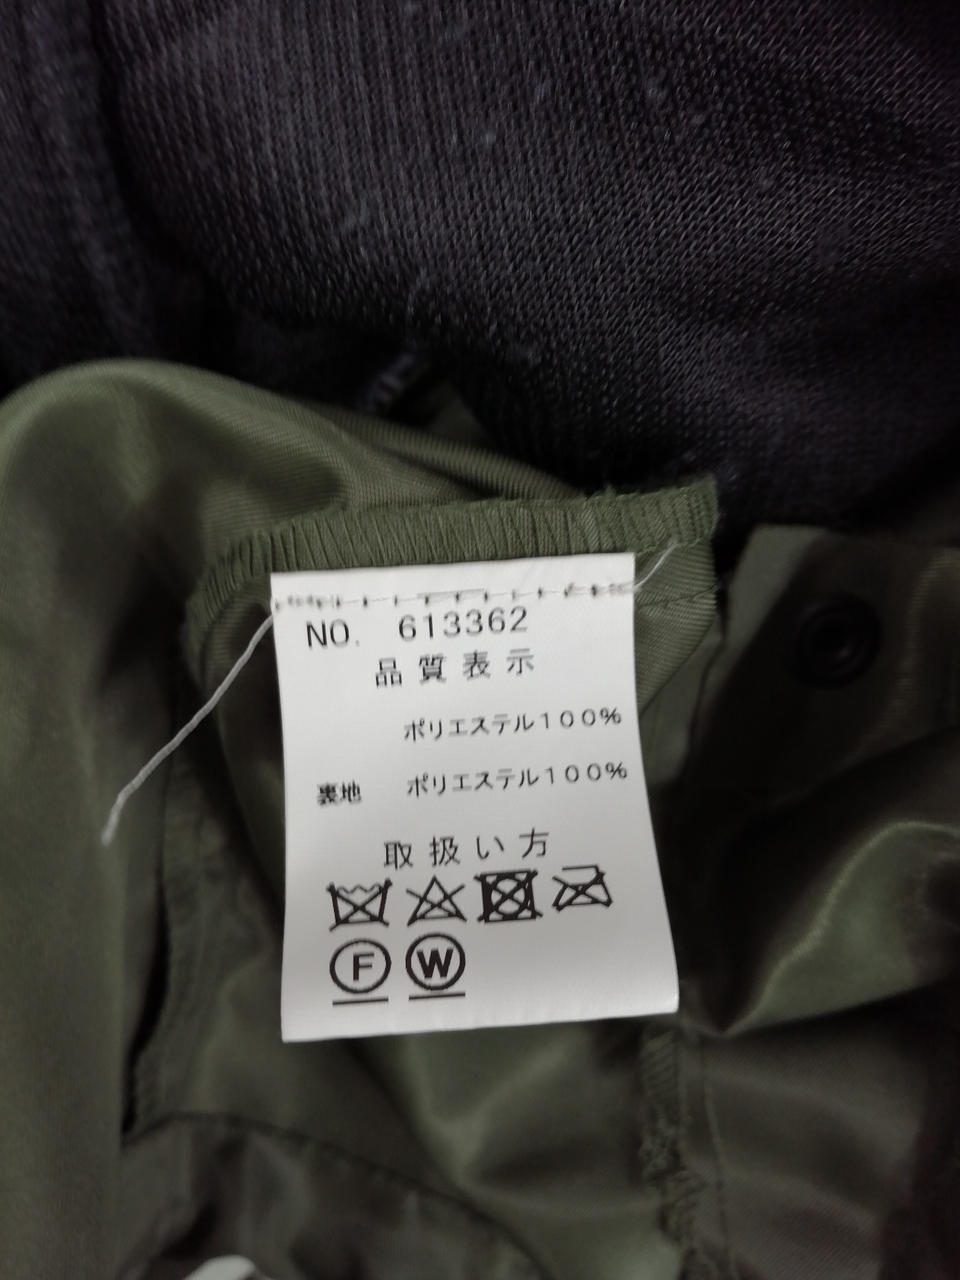 NO. 613362
品質表示
ポリエステル100%
裏地 ポリエステル100%
取扱い方
F W